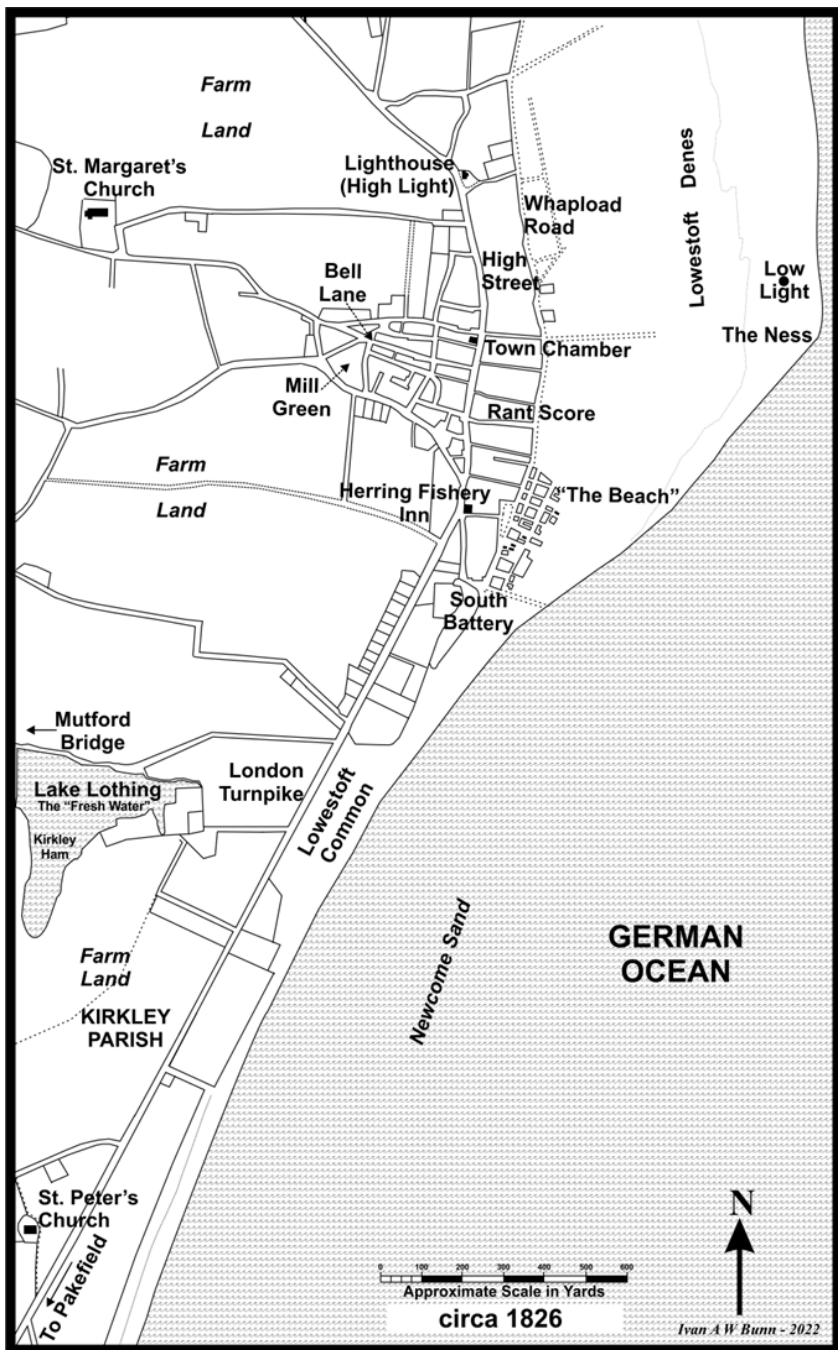 Farm
Land
St. Margaret's
Church
Lighthouse
(High Light)
Whapload
Road
Lowestoft Denes
High
Street
Low
Light
Bell
Lane
The Ness
Town Chamber
Mill
Green
Rant Score
Farm
Land
Herring Fishery
Inn
"The Beach"
South
Battery
Mutford
Bridge
London
Turnpike
Lake Lothing
The "Fresh Water"
Kirkley
Ham
Lowestoft
Common
Newcome Sand
GERMAN
OCEAN
Farm
Land
KIRKLEY
PARISH
St. Peter's
Church
To Pakefield
N
0 100 200 300 400 500 600
Approximate Scale in Yards
circa 1826
Ivan A W Bunn - 2022